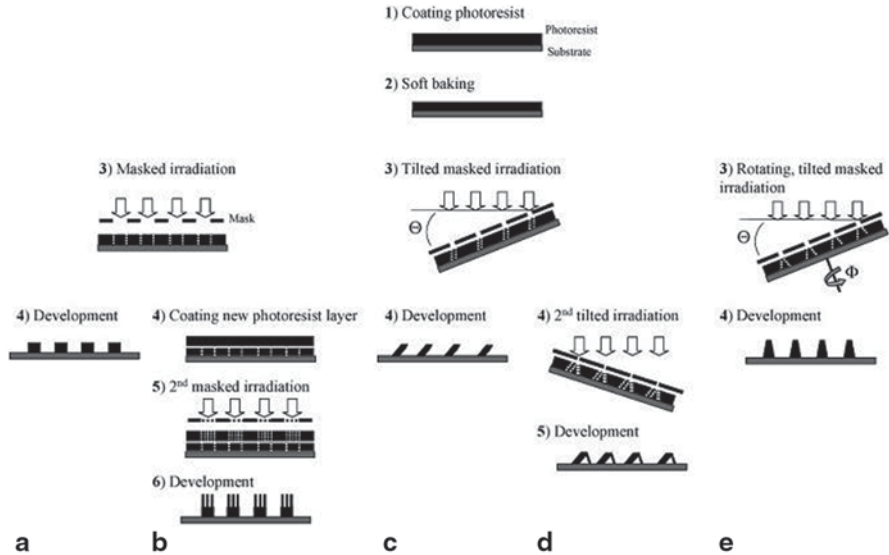 1) Coating photoresist
Photoresist
Substrate
2) Soft baking
3) Masked irradiation
Mask
3) Tilted masked irradiation
Θ
3) Rotating, tilted masked
irradiation
Θ
Φ
4) Development
4) Coating new photoresist layer
5) 2nd masked irradiation
6) Development
4) Development
4) 2nd tilted irradiation
5) Development
4) Development
a
b
c
d
e